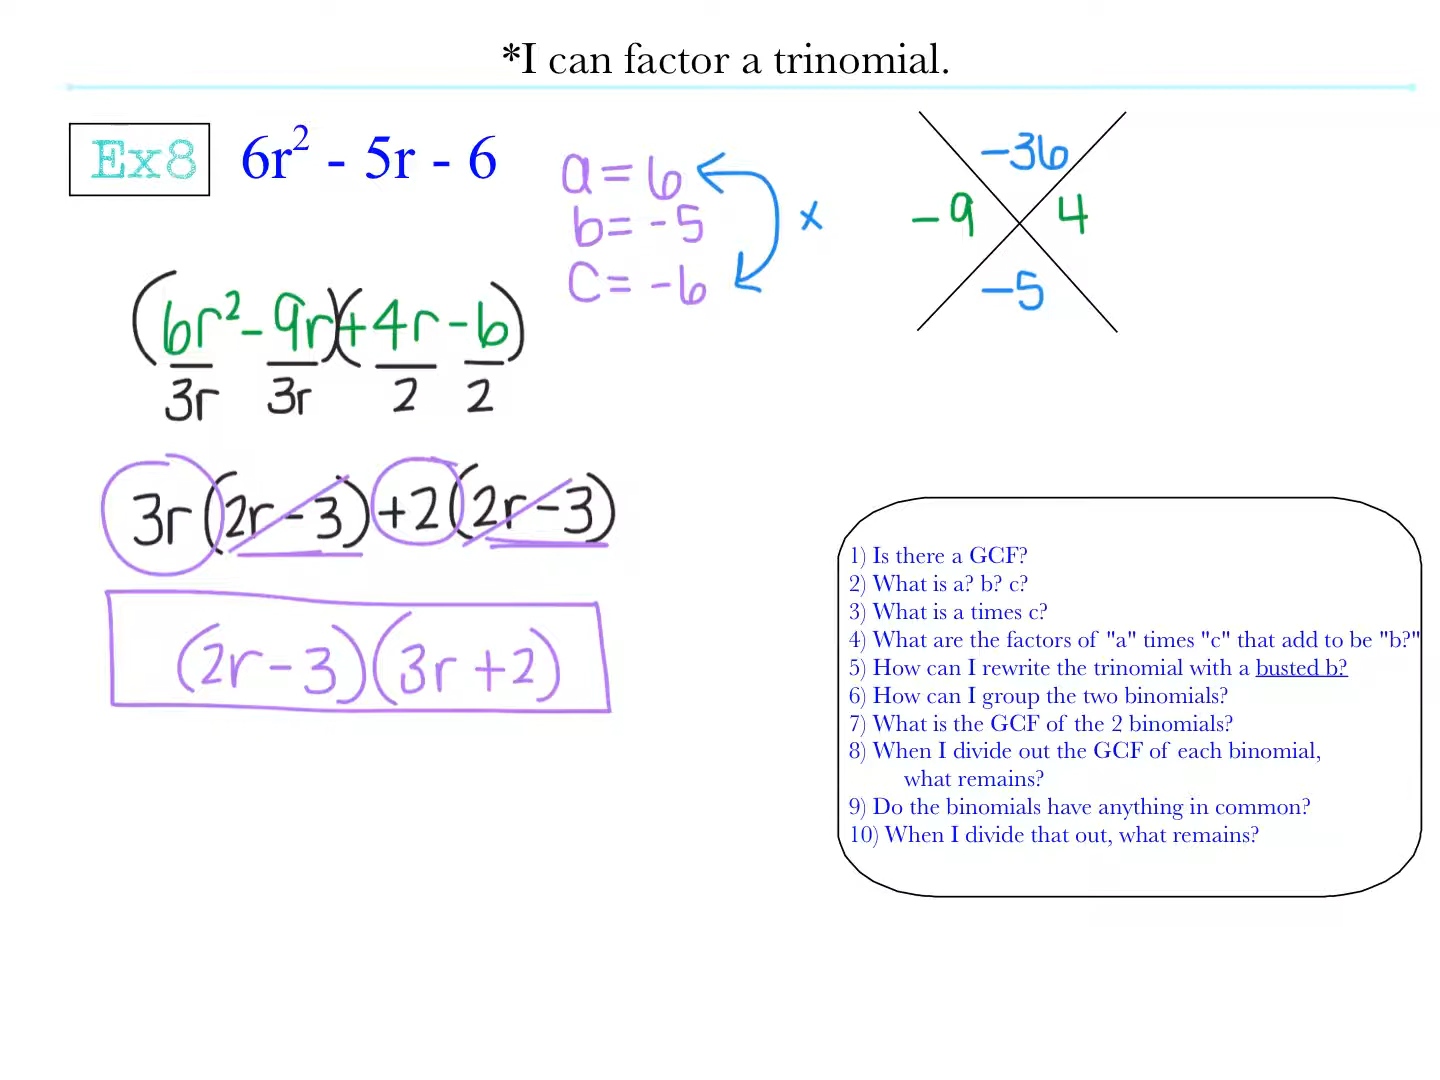 *I can factor a trinomial.
Ex8 6r² - 5r - 6
a = 6
b = -5
c = -6
x
-36
-9 4
-5
(6r² - 9r)(+4r - 6)
3r 3r 2 2
3r(2r - 3) +2(2r - 3)
(2r - 3)(3r + 2)
1) Is there a GCF?
2) What is a? b? c?
3) What is a times c?
4) What are the factors of "a" times "c" that add to be "b?"
5) How can I rewrite the trinomial with a busted b?
6) How can I group the two binomials?
7) What is the GCF of the 2 binomials?
8) When I divide out the GCF of each binomial,
what remains?
9) Do the binomials have anything in common?
10) When I divide that out, what remains?